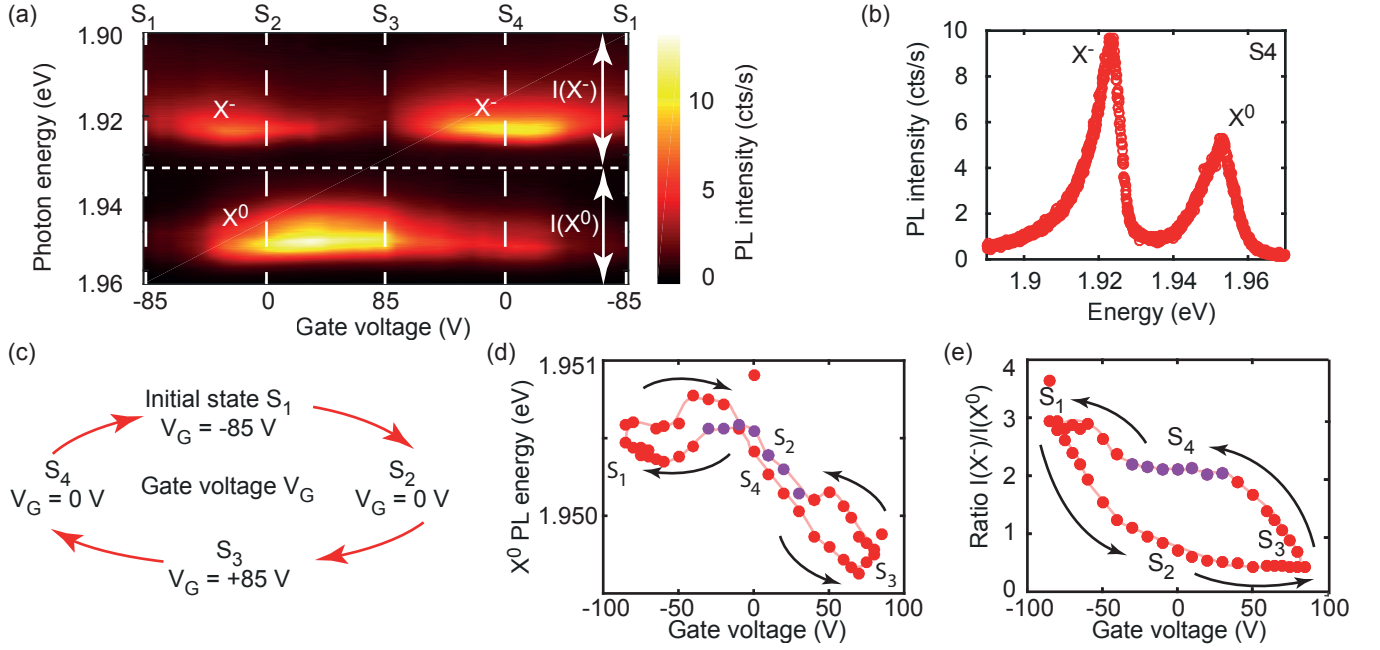 (a)
S1 S2 S3 S4 S1
1.90
1.92
1.94
1.96
Photon energy (eV)
X-
X-
X0
I(X-)
I(X0)
-85 0 85 0 -85
Gate voltage (V)
10
5
0
PL intensity (cts/s)
(b)
10
8
6
4
2
0
PL intensity (cts/s)
X-
X0
S4
1.9 1.92 1.94 1.96
Energy (eV)
(c)
Initial state S1
VG = -85 V
S4
VG = 0 V
Gate voltage VG
S2
VG = 0 V
S3
VG = +85 V
(d)
1.951
1.950
X0 PL energy (eV)
S1
S2
S4
S3
-100 -50 0 50 100
Gate voltage (V)
(e)
4
3
2
1
0
Ratio I(X-)/I(X0)
S1
S4
S3
S2
-100 -50 0 50 100
Gate voltage (V)